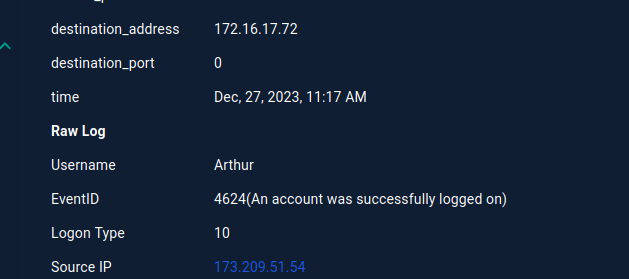 destination_address 172.16.17.72
destination_port 0
time Dec, 27, 2023, 11:17 AM
Raw Log
Username Arthur
EventID 4624(An account was successfully logged on)
Logon Type 10
Source IP 173.209.51.54